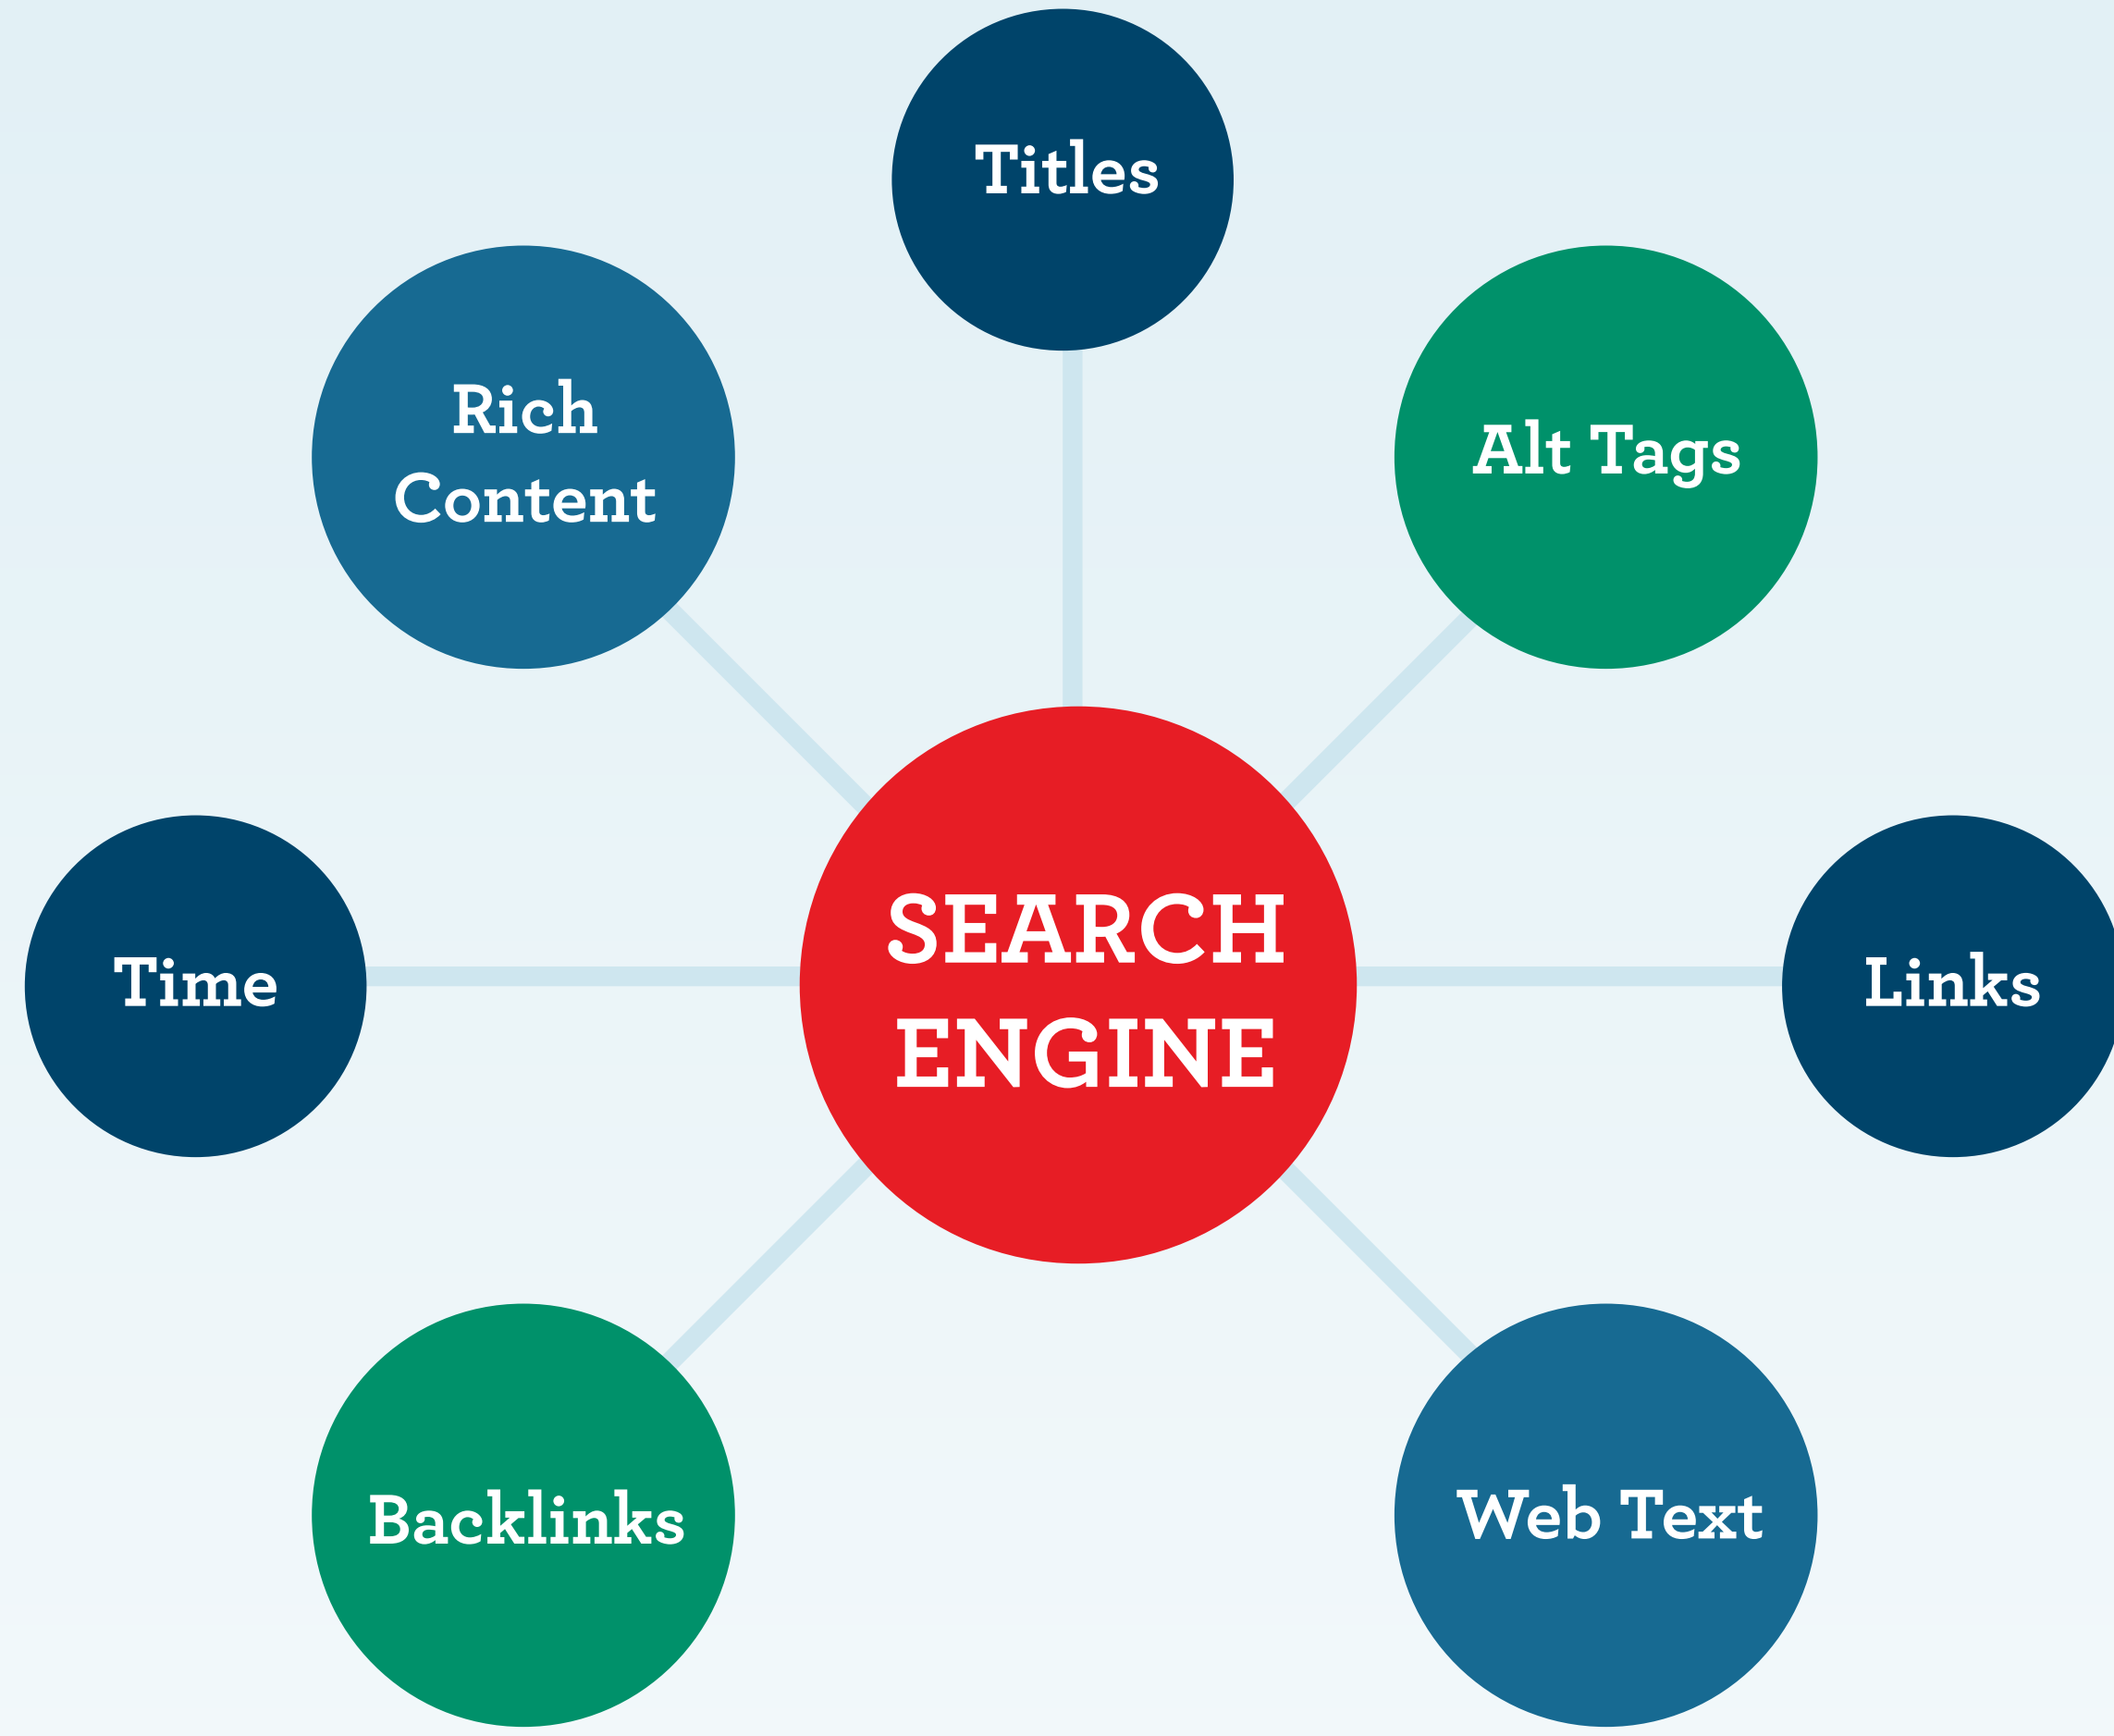 Titles
Rich
Content
Alt Tags
Time
SEARCH
ENGINE
Links
Backlinks
Web Text